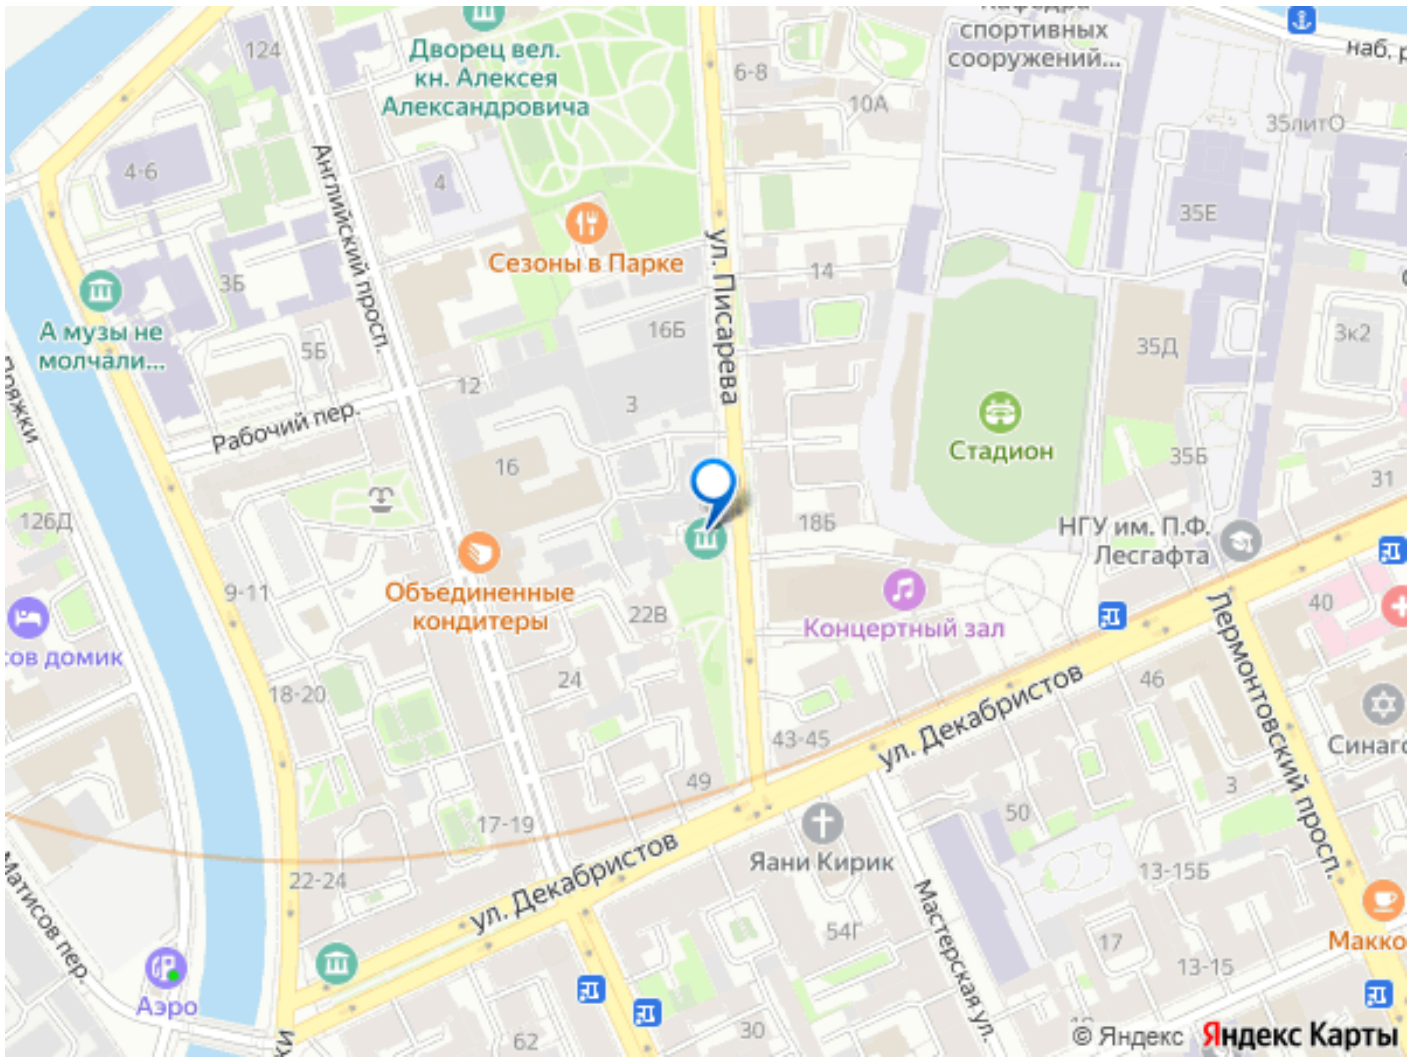 Дворец вел.
кн. Алексея
Александровича
124
6-8
спортивных
сооружений...
10А
35литО
наб.
4-6
4
Английский просп.
ул. Писарева
35Е
Сезоны в Парке
14
3Б
А музы не
молчали...
5Б
16Б
12
3
35Д
3к2
Рабочий пер.
Стадион
16
35Б
31
126Д
18Б
НГУ им. П.Ф.
Лесгафта
9-11
Объединенные
кондитеры
22В
Концертный зал
40
Лермонтовский просп.
24
18-20
46
43-45
ул. Декабристов
49
3
50
17-19
Яани Кирик
22-24
ул. Декабристов
13-15Б
Матисов пер.
Мастерская ул.
54Г
17
13-15
Аэро
62
30
© Яндекс
Яндекс Карты